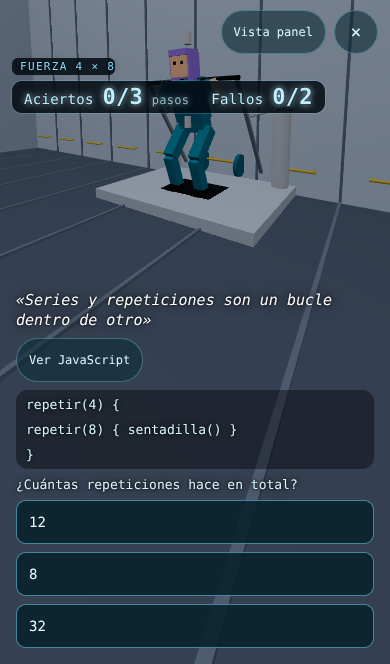 Vista panel
×
FUERZA 4 × 8
Aciertos 0/3 pasos Fallos 0/2
«Series y repeticiones son un bucle
dentro de otro»
Ver JavaScript
repetir(4) {
repetir(8) { sentadilla() }
}
¿Cuántas repeticiones hace en total?
12
8
32